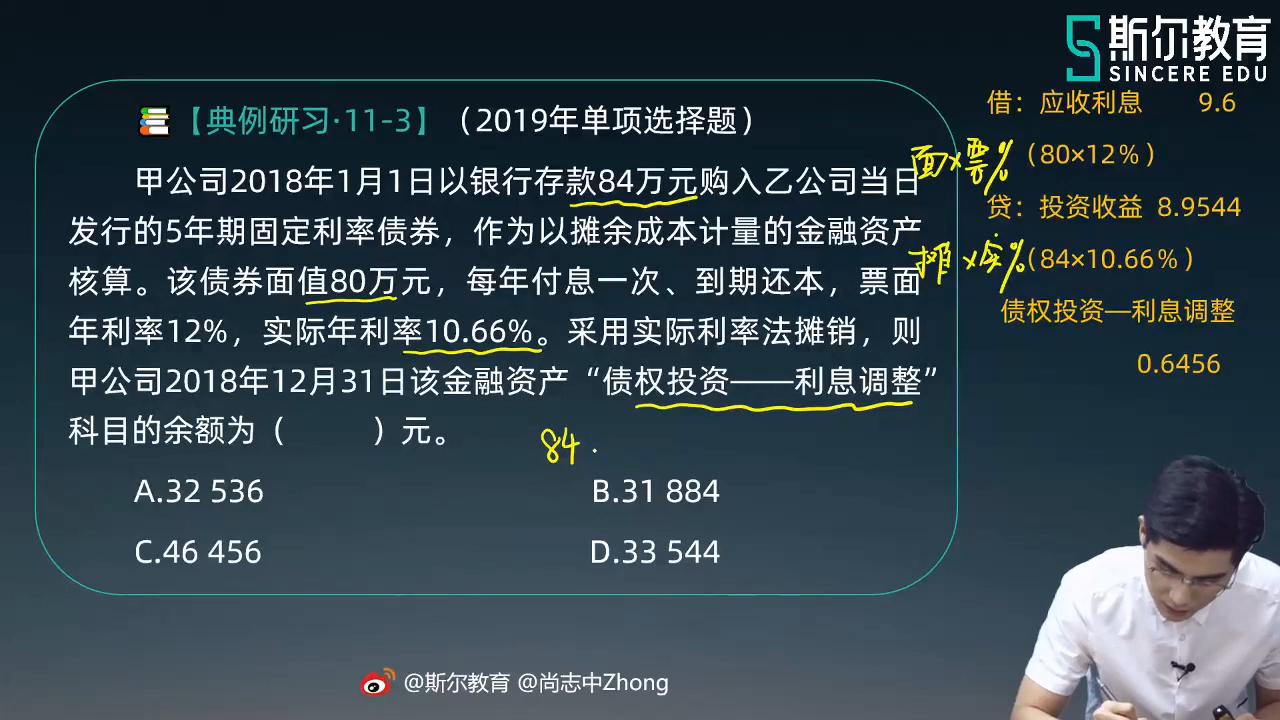 斯尔教育
SINCERE EDU
【典例研习·11-3】（2019年单项选择题）
甲公司2018年1月1日以银行存款84万元购入乙公司当日
发行的5年期固定利率债券，作为以摊余成本计量的金融资产
核算。该债券面值80万元，每年付息一次、到期还本，票面
年利率12%，实际年利率10.66%。采用实际利率法摊销，则
甲公司2018年12月31日该金融资产“债权投资——利息调整”
科目的余额为（　　）元。
84
A.32 536
B.31 884
C.46 456
D.33 544
借：应收利息 9.6
面×票%
（80×12%）
贷：投资收益 8.9544
摊×实%
（84×10.66%）
债权投资—利息调整
0.6456
@斯尔教育 @尚志中Zhong